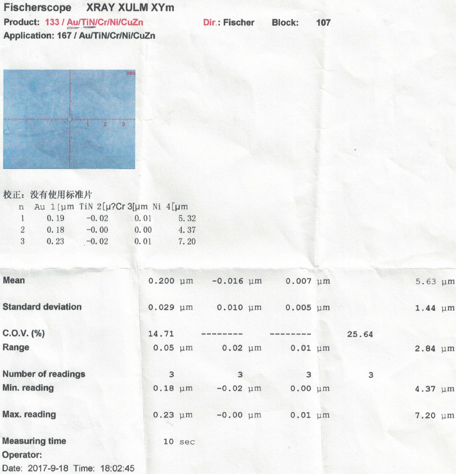 Fischerscope XRAY XULM XYm
Product: 133 / Au/TiN/Cr/Ni/CuZn Dir.: Fischer Block: 107
Application: 167 / Au/TiN/Cr/Ni/CuZn
1 2 3
校正: 没有使用标准片
n Au 1[μm TiN 2[μ?Cr 3[μm Ni 4[μm
1 0.19 -0.02 0.01 5.32
2 0.18 -0.00 0.00 4.37
3 0.23 -0.02 0.01 7.20
Mean 0.200 μm -0.016 μm 0.007 μm 5.63 μm
Standard deviation 0.029 μm 0.010 μm 0.005 μm 1.44 μm
C.O.V. (%) 14.71 -------- -------- 25.64
Range 0.05 μm 0.02 μm 0.01 μm 2.84 μm
Number of readings 3 3 3 3
Min. reading 0.18 μm -0.02 μm 0.00 μm 4.37 μm
Max. reading 0.23 μm -0.00 μm 0.01 μm 7.20 μm
Measuring time 10 sec
Operator:
Date: 2017-9-18 Time: 18:02:45